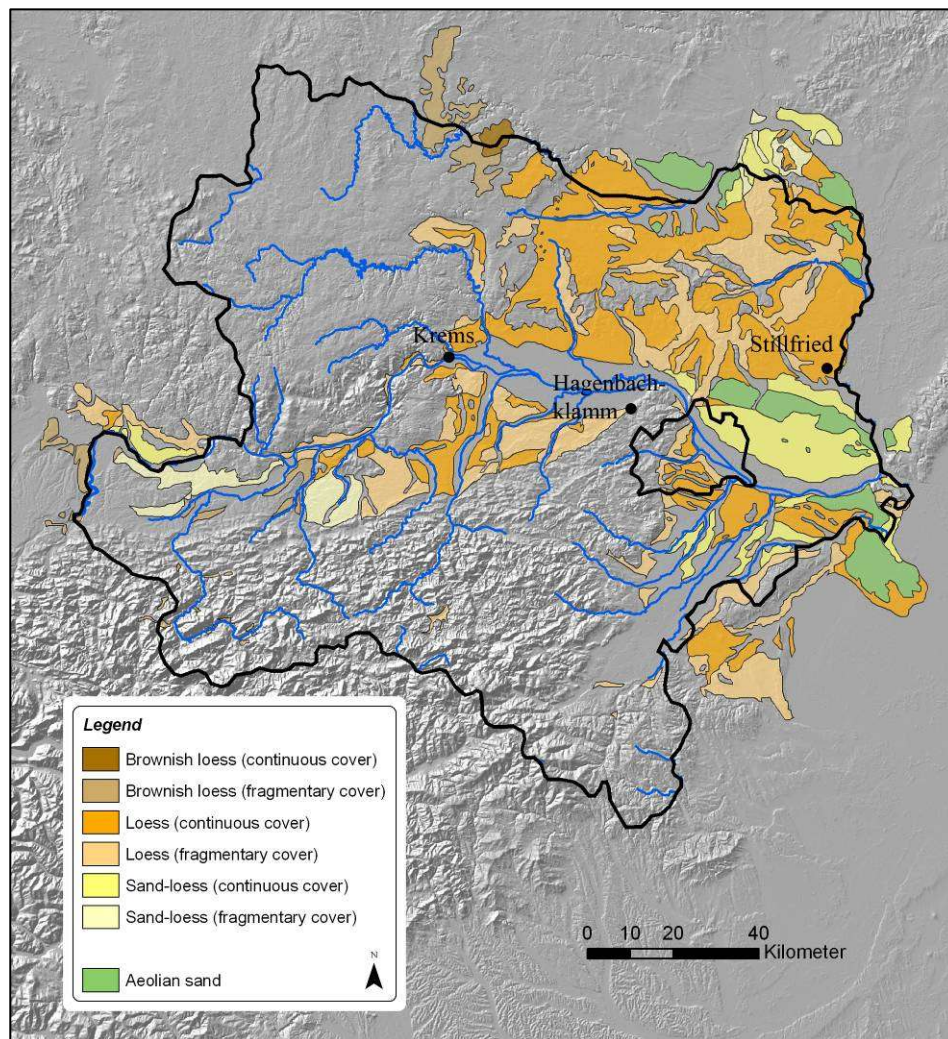 Krems
Stillfried
Hagenbach-
klamm
Legend
Brownish loess (continuous cover)
Brownish loess (fragmentary cover)
Loess (continuous cover)
Loess (fragmentary cover)
Sand-loess (continuous cover)
Sand-loess (fragmentary cover)
Aeolian sand
N
0 10 20 40
Kilometer